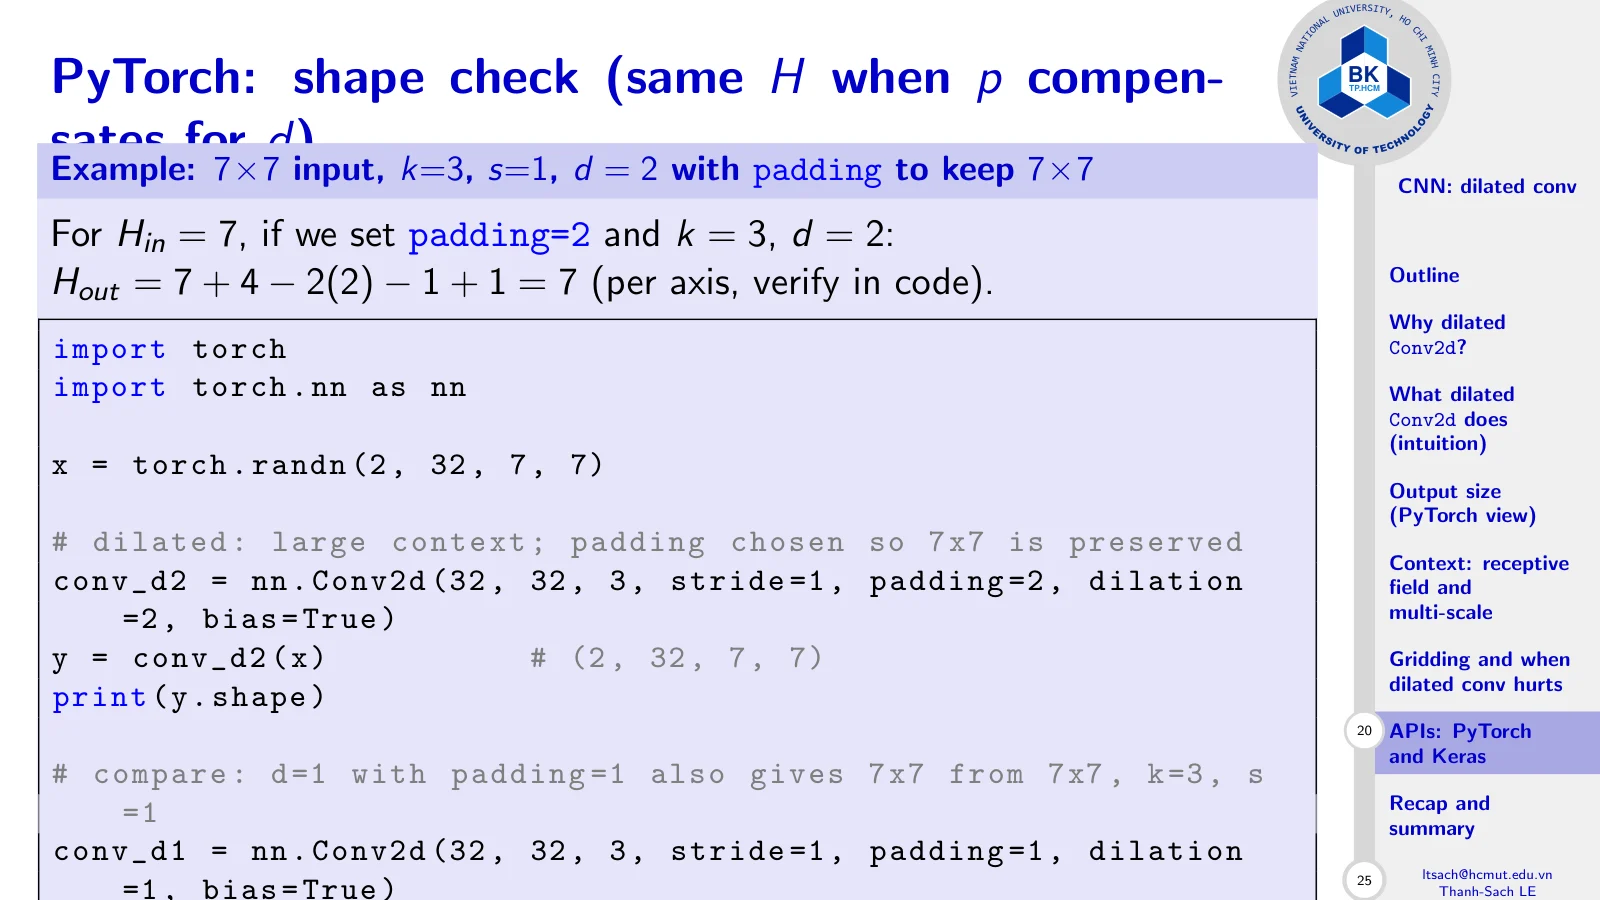 PyTorch: shape check (same H when p compen-
sates for d)
Example: 7×7 input, k=3, s=1, d = 2 with padding to keep 7×7
For H_in = 7, if we set padding=2 and k = 3, d = 2:
H_out = 7 + 4 − 2(2) − 1 + 1 = 7 (per axis, verify in code).
import torch
import torch.nn as nn
x = torch.randn(2, 32, 7, 7)
# dilated: large context; padding chosen so 7x7 is preserved
conv_d2 = nn.Conv2d(32, 32, 3, stride=1, padding=2, dilation
=2, bias=True)
y = conv_d2(x) # (2, 32, 7, 7)
print(y.shape)
# compare: d=1 with padding=1 also gives 7x7 from 7x7, k=3, s
=1
conv_d1 = nn.Conv2d(32, 32, 3, stride=1, padding=1, dilation
=1, bias=True)
VIETNAM NATIONAL UNIVERSITY, HO CHI MINH CITY
BK
TP.HCM
UNIVERSITY OF TECHNOLOGY
CNN: dilated conv
Outline
Why dilated
Conv2d?
What dilated
Conv2d does
(intuition)
Output size
(PyTorch view)
Context: receptive
field and
multi-scale
Gridding and when
dilated conv hurts
20
APIs: PyTorch
and Keras
Recap and
summary
25
ltsach@hcmut.edu.vn
Thanh-Sach LE